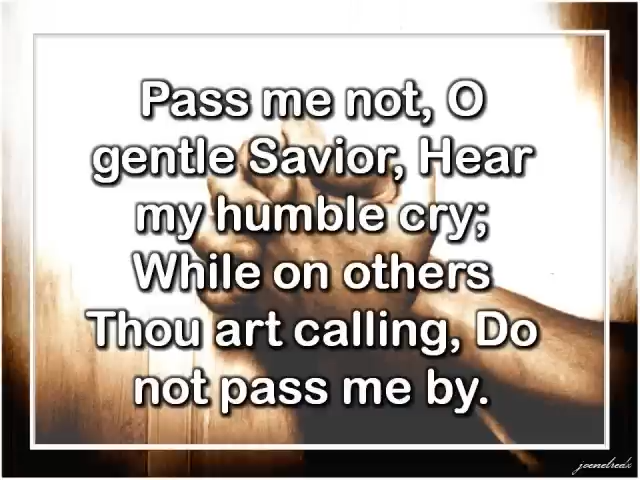 Pass me not, O
gentle Savior, Hear
my humble cry;
While on others
Thou art calling, Do
not pass me by.
joenelredz